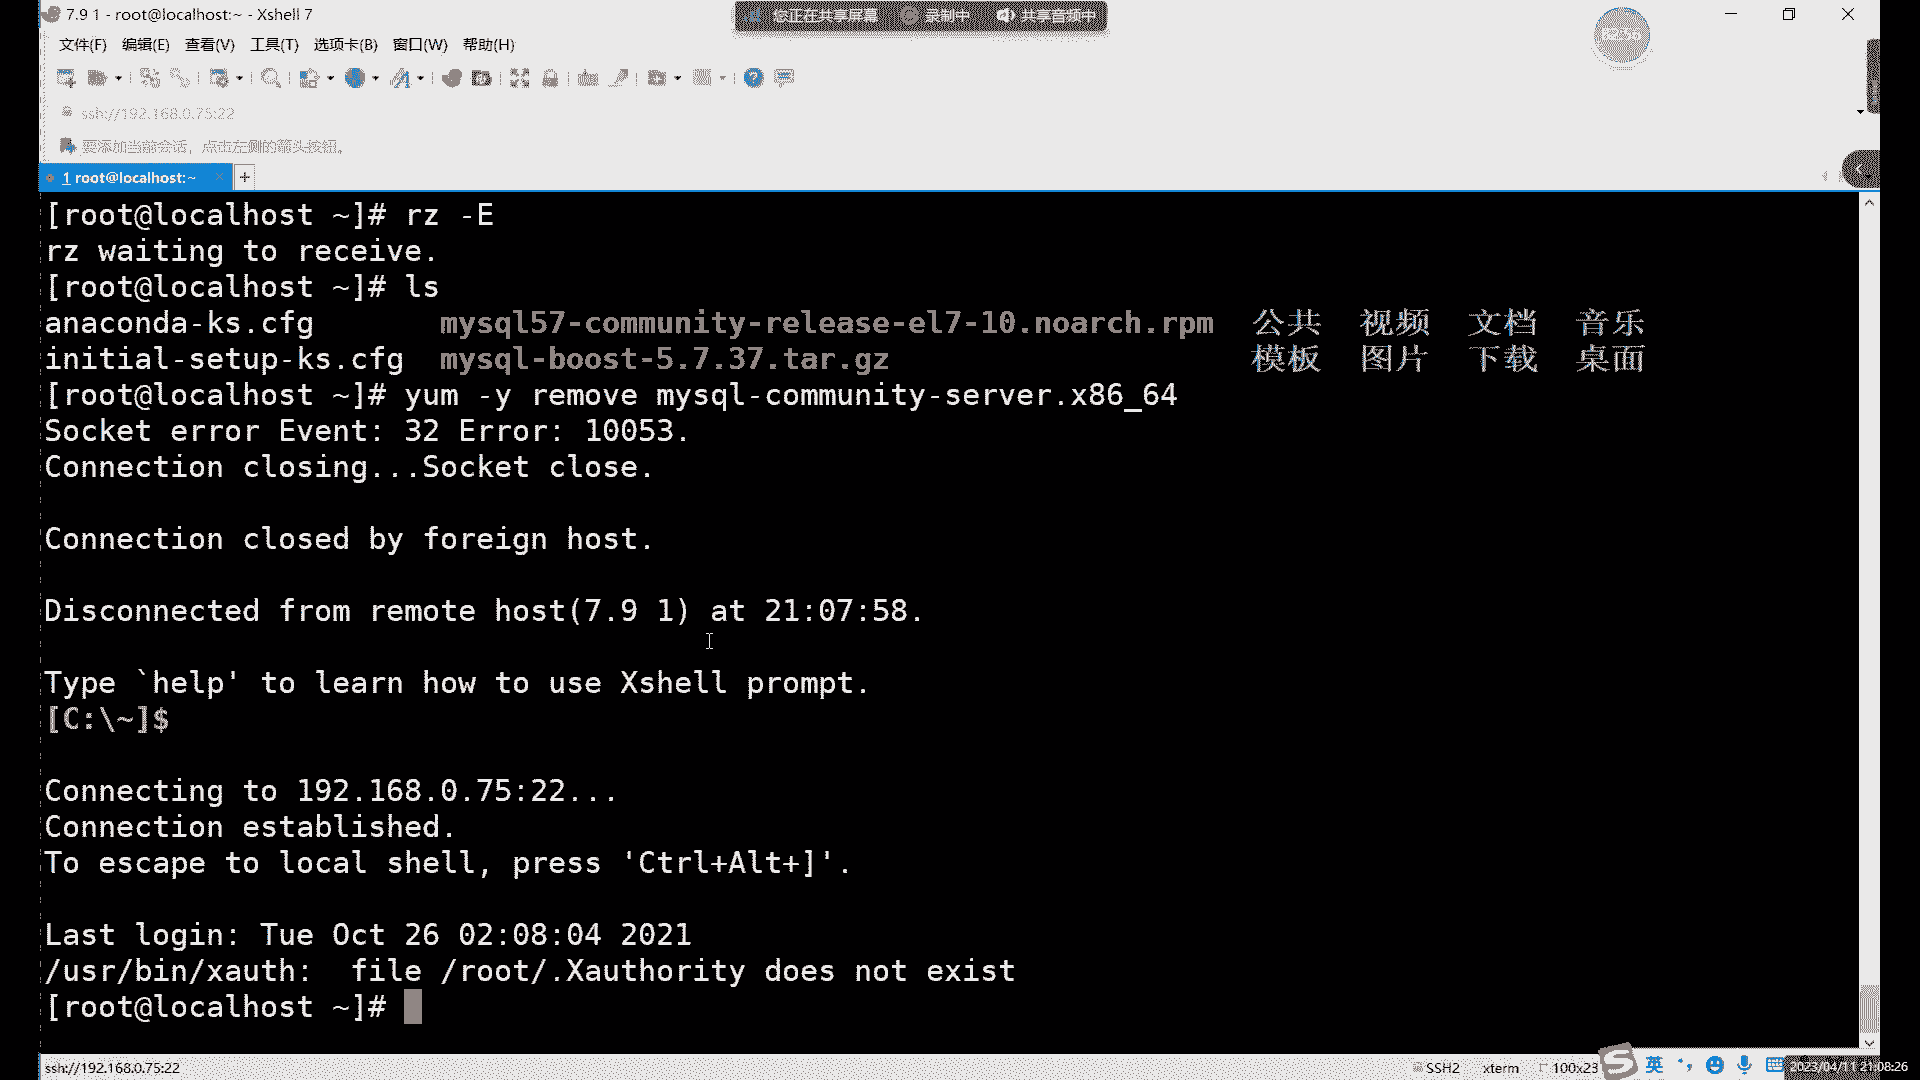 7.9 1 - root@localhost:~ - Xshell 7
您正在共享屏幕 录制中 共享音频中
文件(F) 编辑(E) 查看(V) 工具(T) 选项卡(B) 窗口(W) 帮助(H)
ssh://192.168.0.75:22
要添加当前会话，点击左侧的箭头按钮。
1 root@localhost:~
[root@localhost ~]# rz -E
rz waiting to receive.
[root@localhost ~]# ls
anaconda-ks.cfg mysql57-community-release-el7-10.noarch.rpm 公共 视频 文档 音乐
initial-setup-ks.cfg mysql-boost-5.7.37.tar.gz 模板 图片 下载 桌面
[root@localhost ~]# yum -y remove mysql-community-server.x86_64
Socket error Event: 32 Error: 10053.
Connection closing...Socket close.
Connection closed by foreign host.
Disconnected from remote host(7.9 1) at 21:07:58.
Type `help' to learn how to use Xshell prompt.
[C:\~]$
Connecting to 192.168.0.75:22...
Connection established.
To escape to local shell, press 'Ctrl+Alt+]'.
Last login: Tue Oct 26 02:08:04 2021
/usr/bin/xauth:  file /root/.Xauthority does not exist
[root@localhost ~]#
ssh://192.168.0.75:22 SSH2 xterm 100x23 英 2023/04/11 21:08:26